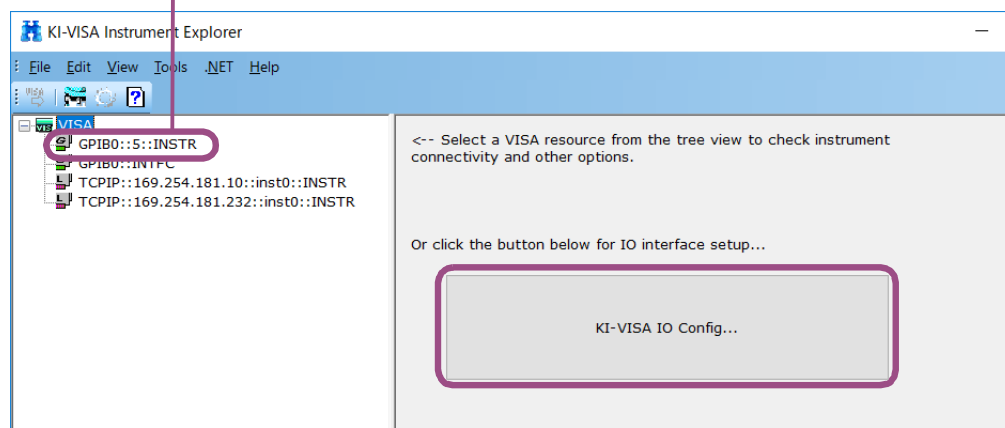 KI-VISA Instrument Explorer
File Edit View Tools .NET Help
VISA
GPIB0::5::INSTR
GPIB0::INTFC
TCPIP::169.254.181.10::inst0::INSTR
TCPIP::169.254.181.232::inst0::INSTR
<-- Select a VISA resource from the tree view to check instrument
connectivity and other options.
Or click the button below for IO interface setup...
KI-VISA IO Config...